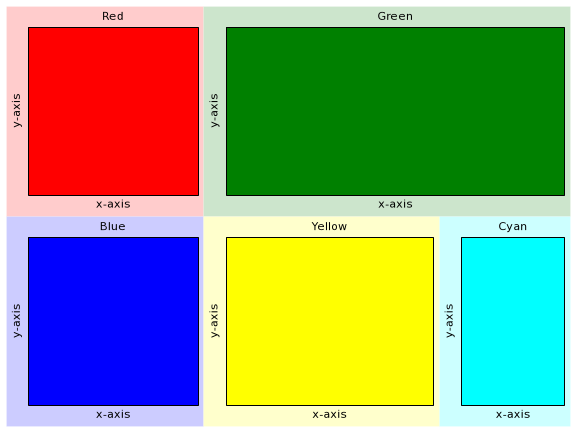 Red
y-axis
x-axis
Green
y-axis
x-axis
Blue
y-axis
x-axis
Yellow
y-axis
x-axis
Cyan
y-axis
x-axis